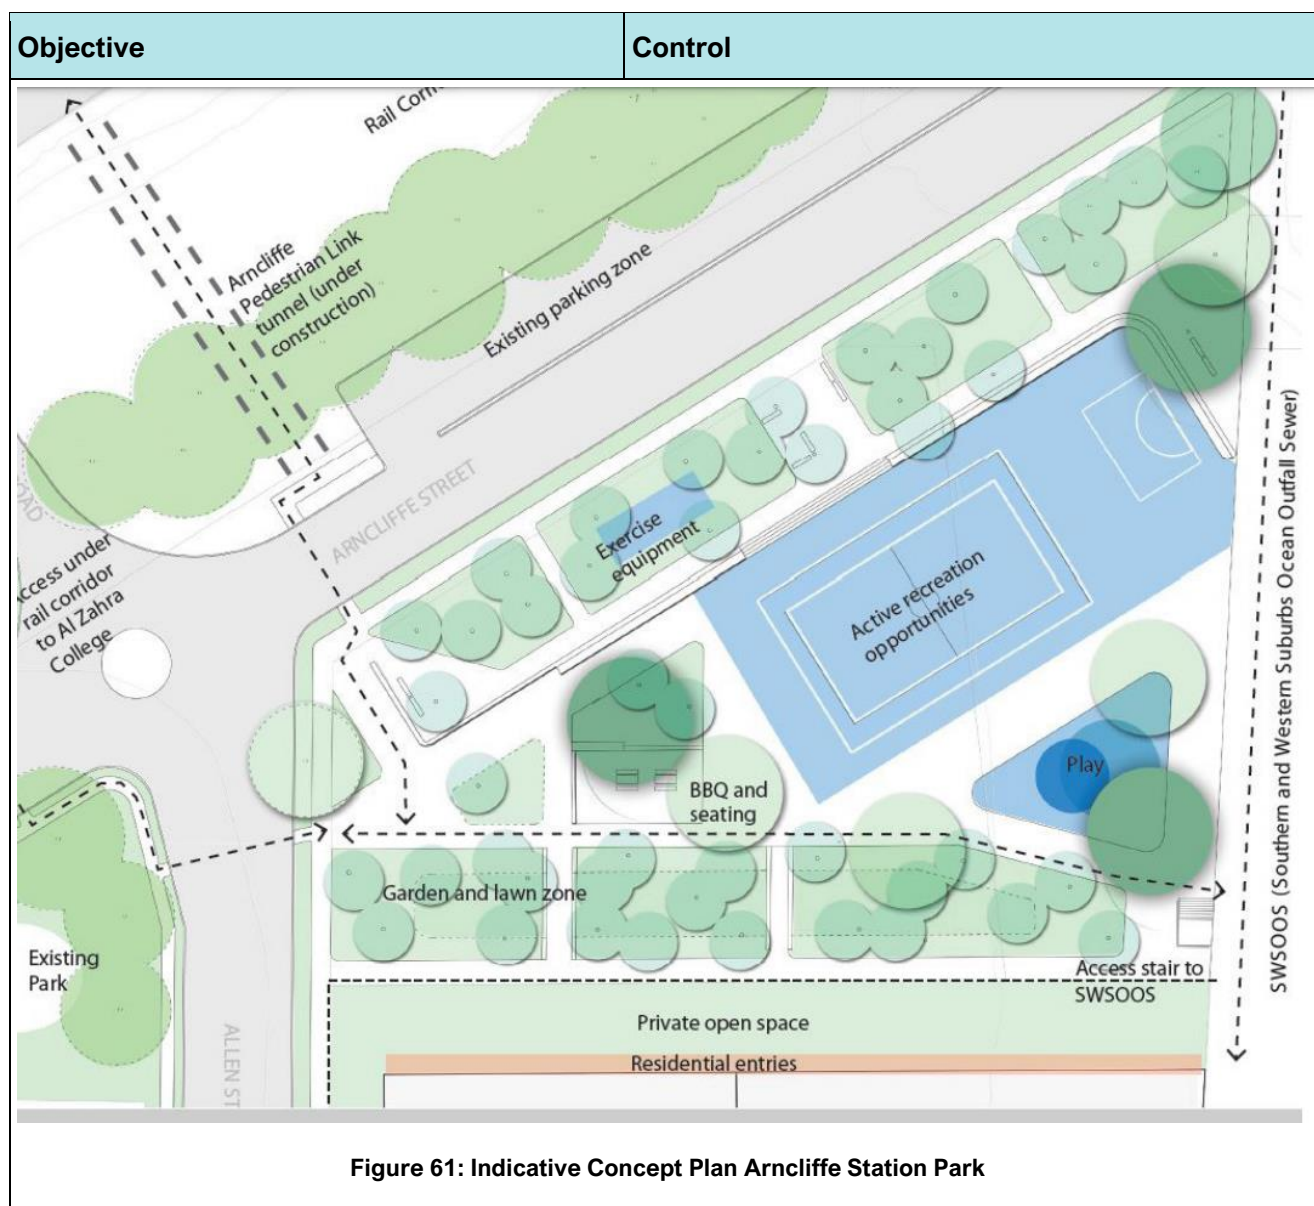 Objective
Control
Rail
Arncliffe
Pedestrian Link
tunnel (under
construction)
Existing parking zone
ARNCLIFFE STREET
under
rail corridor
to Al Zahra
College
Exercise
equipment
Active recreation
opportunities
SWSOOS (Southern and Western Suburbs Ocean Outfall Sewer)
Play
BBQ and
seating
Garden and lawn zone
Existing
Park
Access stair to
SWSOOS
ALLEN ST
Private open space
Residential entries
Figure 61: Indicative Concept Plan Arncliffe Station Park